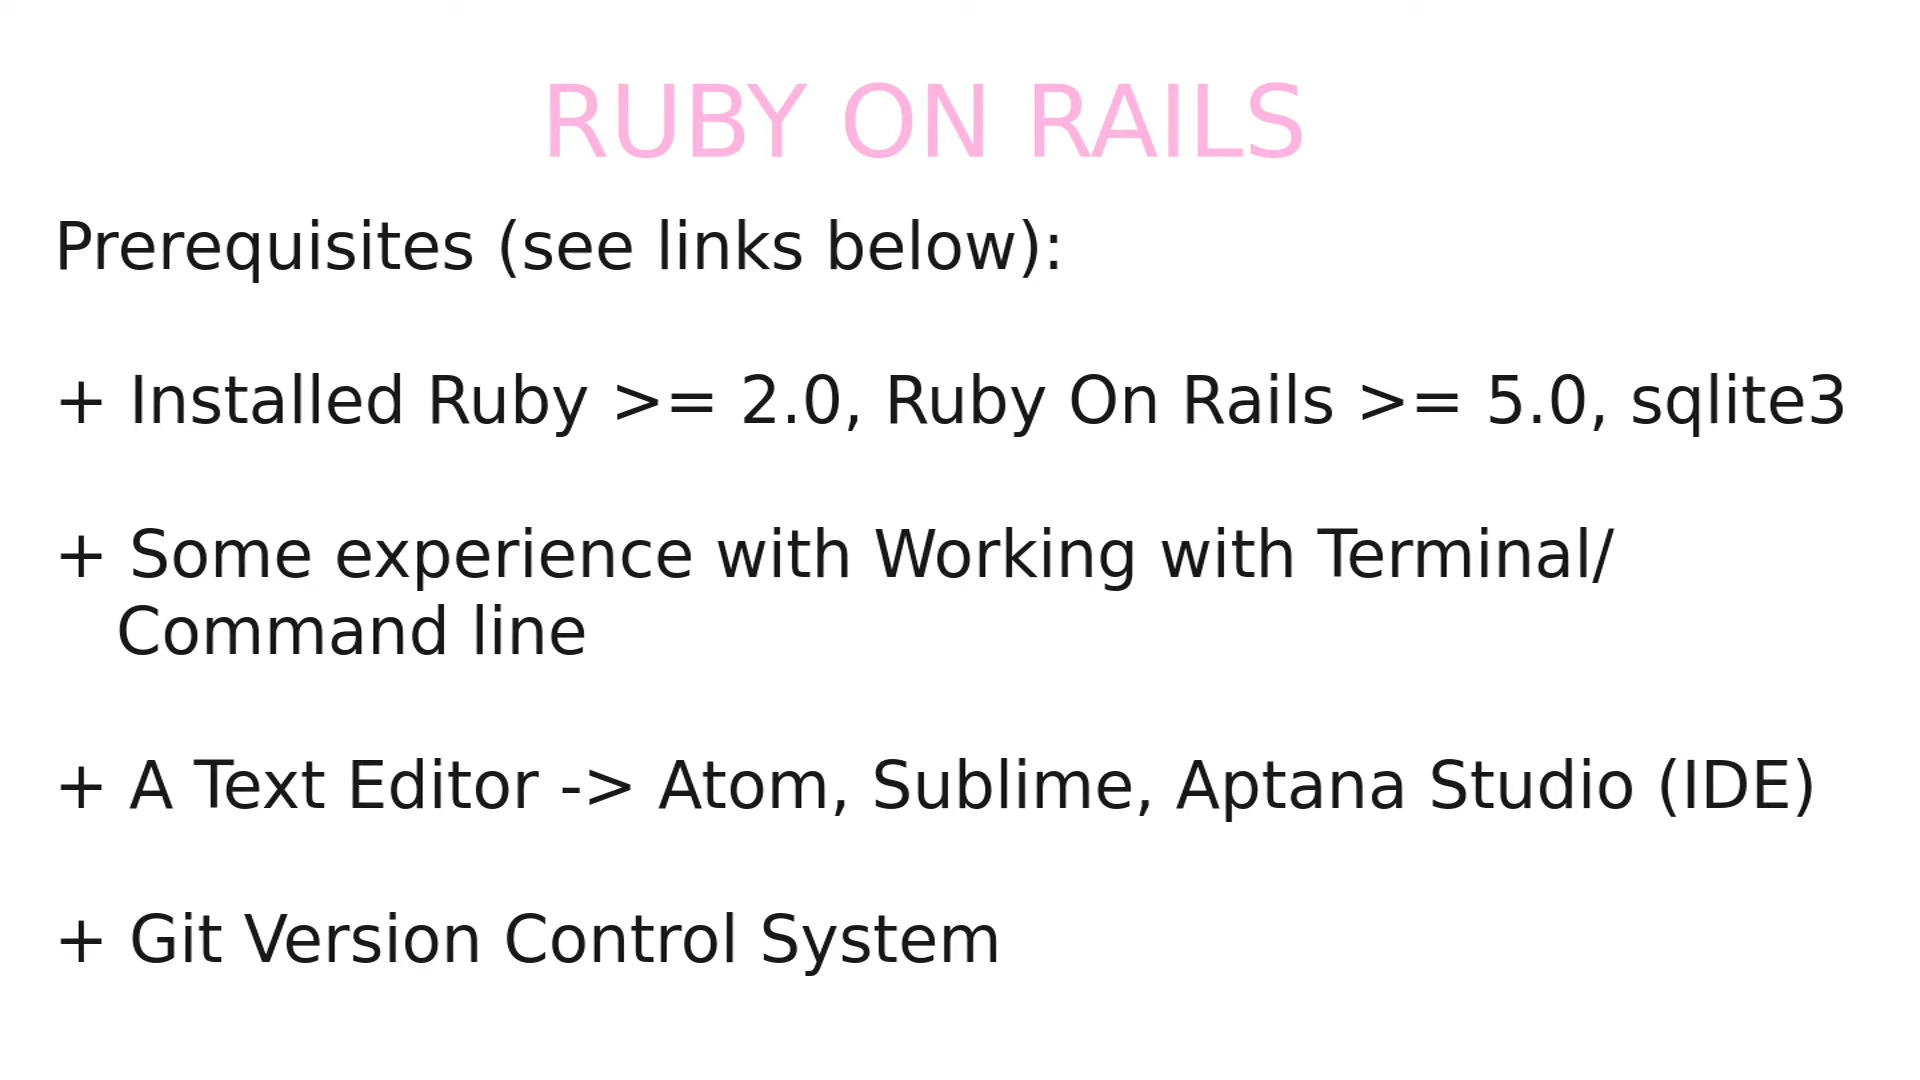 RUBY ON RAILS
Prerequisites (see links below):
+ Installed Ruby >= 2.0, Ruby On Rails >= 5.0, sqlite3
+ Some experience with Working with Terminal/
Command line
+ A Text Editor -> Atom, Sublime, Aptana Studio (IDE)
+ Git Version Control System